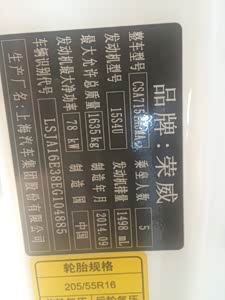 品牌:荣威
整车型号 乘坐人数 5
发动机型号 15S4U 发动机排量 1498 mL
最大允许总质量 制造年月 2014.09
发动机最大净功率 78 kW 制造国 中国
车辆识别代号 LSJA16E38EG104885
生产厂名:上海汽车集团股份有限公司
轮胎规格
205/55R16